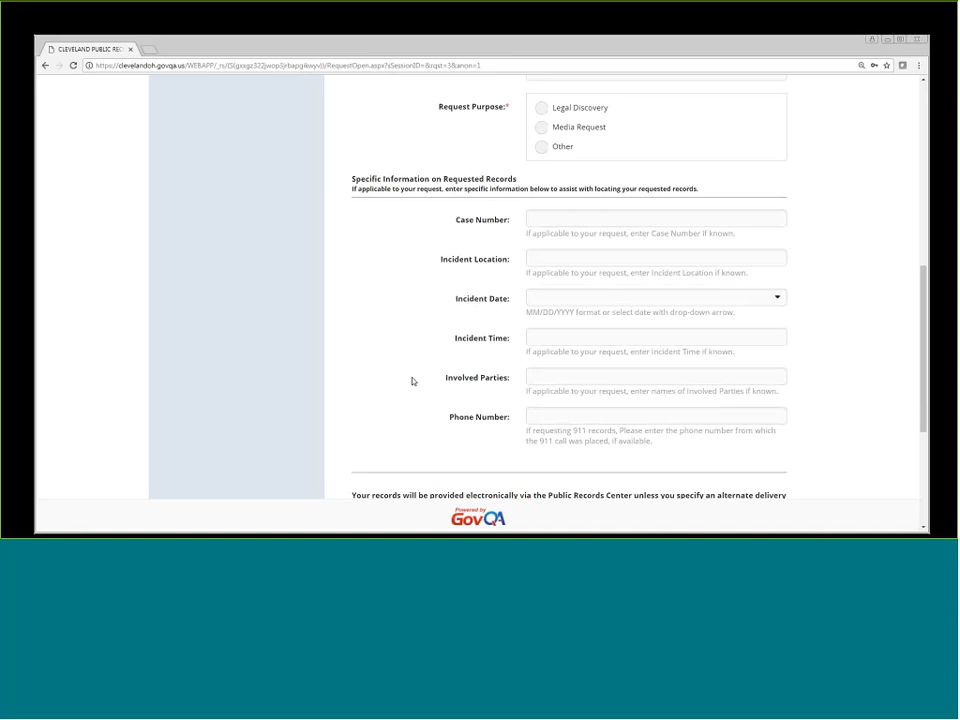 CLEVELAND PUBLIC REC
Request Purpose:*
Legal Discovery
Media Request
Other
Specific Information on Requested Records
If applicable to your request, enter specific information below to assist with locating your requested records.
Case Number:
If applicable to your request, enter Case Number if known.
Incident Location:
If applicable to your request, enter Incident Location if known.
Incident Date:
MM/DD/YYYY format or select date with drop-down arrow.
Incident Time:
If applicable to your request, enter Incident Time if known.
Involved Parties:
If applicable to your request, enter names of Involved Parties if known.
Phone Number:
If requesting 911 records, Please enter the phone number from which
the 911 call was placed, if available.
Your records will be provided electronically via the Public Records Center unless you specify an alternate delivery
Powered by
GovQA